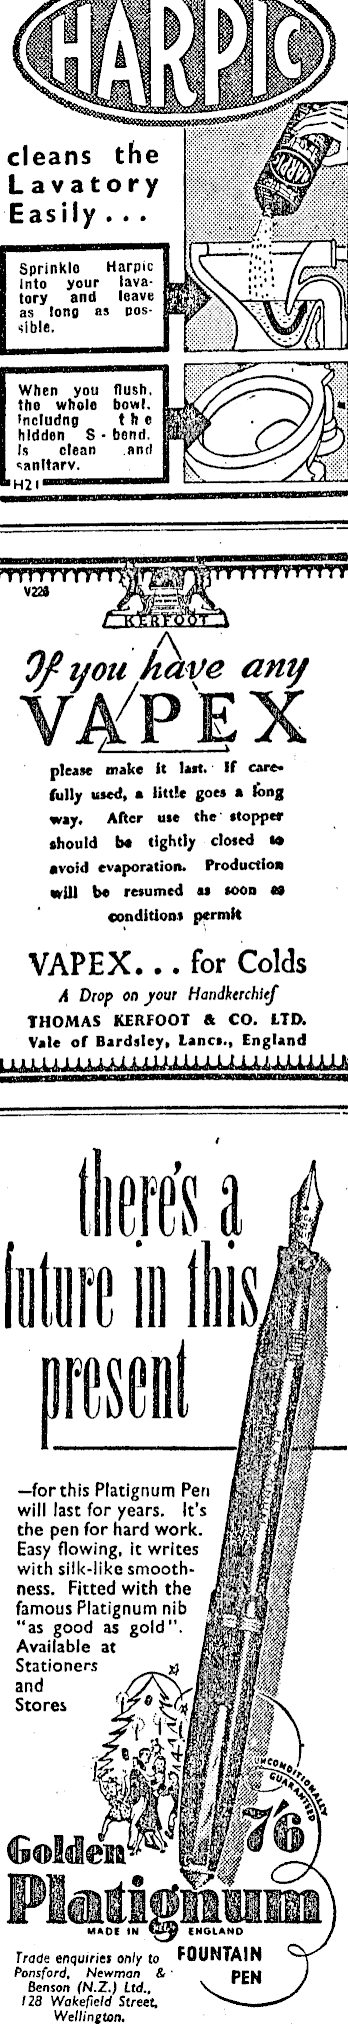 HARPIC
cleans the
Lavatory
Easily...
HARPIC
Sprinkle Harpic
into your lava-
tory and leave
as long as pos-
sible.
When you flush,
the whole bowl.
Includng the
hidden S-bend.
Is clean and
sanitary.
H21
V226
KERFOOT
If you have any
VAPEX
please make it last. If care-
fully used, a little goes a long
way. After use the stopper
should be tightly closed to
avoid evaporation. Production
will be resumed as soon as
conditions permit
VAPEX... for Colds
A Drop on your Handkerchief
THOMAS KERFOOT & CO. LTD.
Vale of Bardsley, Lancs., England
there's a
future in this
present
—for this Platignum Pen
will last for years. It's
the pen for hard work.
Easy flowing, it writes
with silk-like smooth-
ness. Fitted with the
famous Platignum nib
"as good as gold".
Available at
Stationers
and
Stores
UNCONDITIONALLY
GUARANTEED
7'6
Golden
Platignum
MADE IN ENGLAND
FOUNTAIN
PEN
Trade enquiries only to
Ponsford, Newman &
Benson (N.Z.) Ltd.,
128 Wakefield Street,
Wellington.